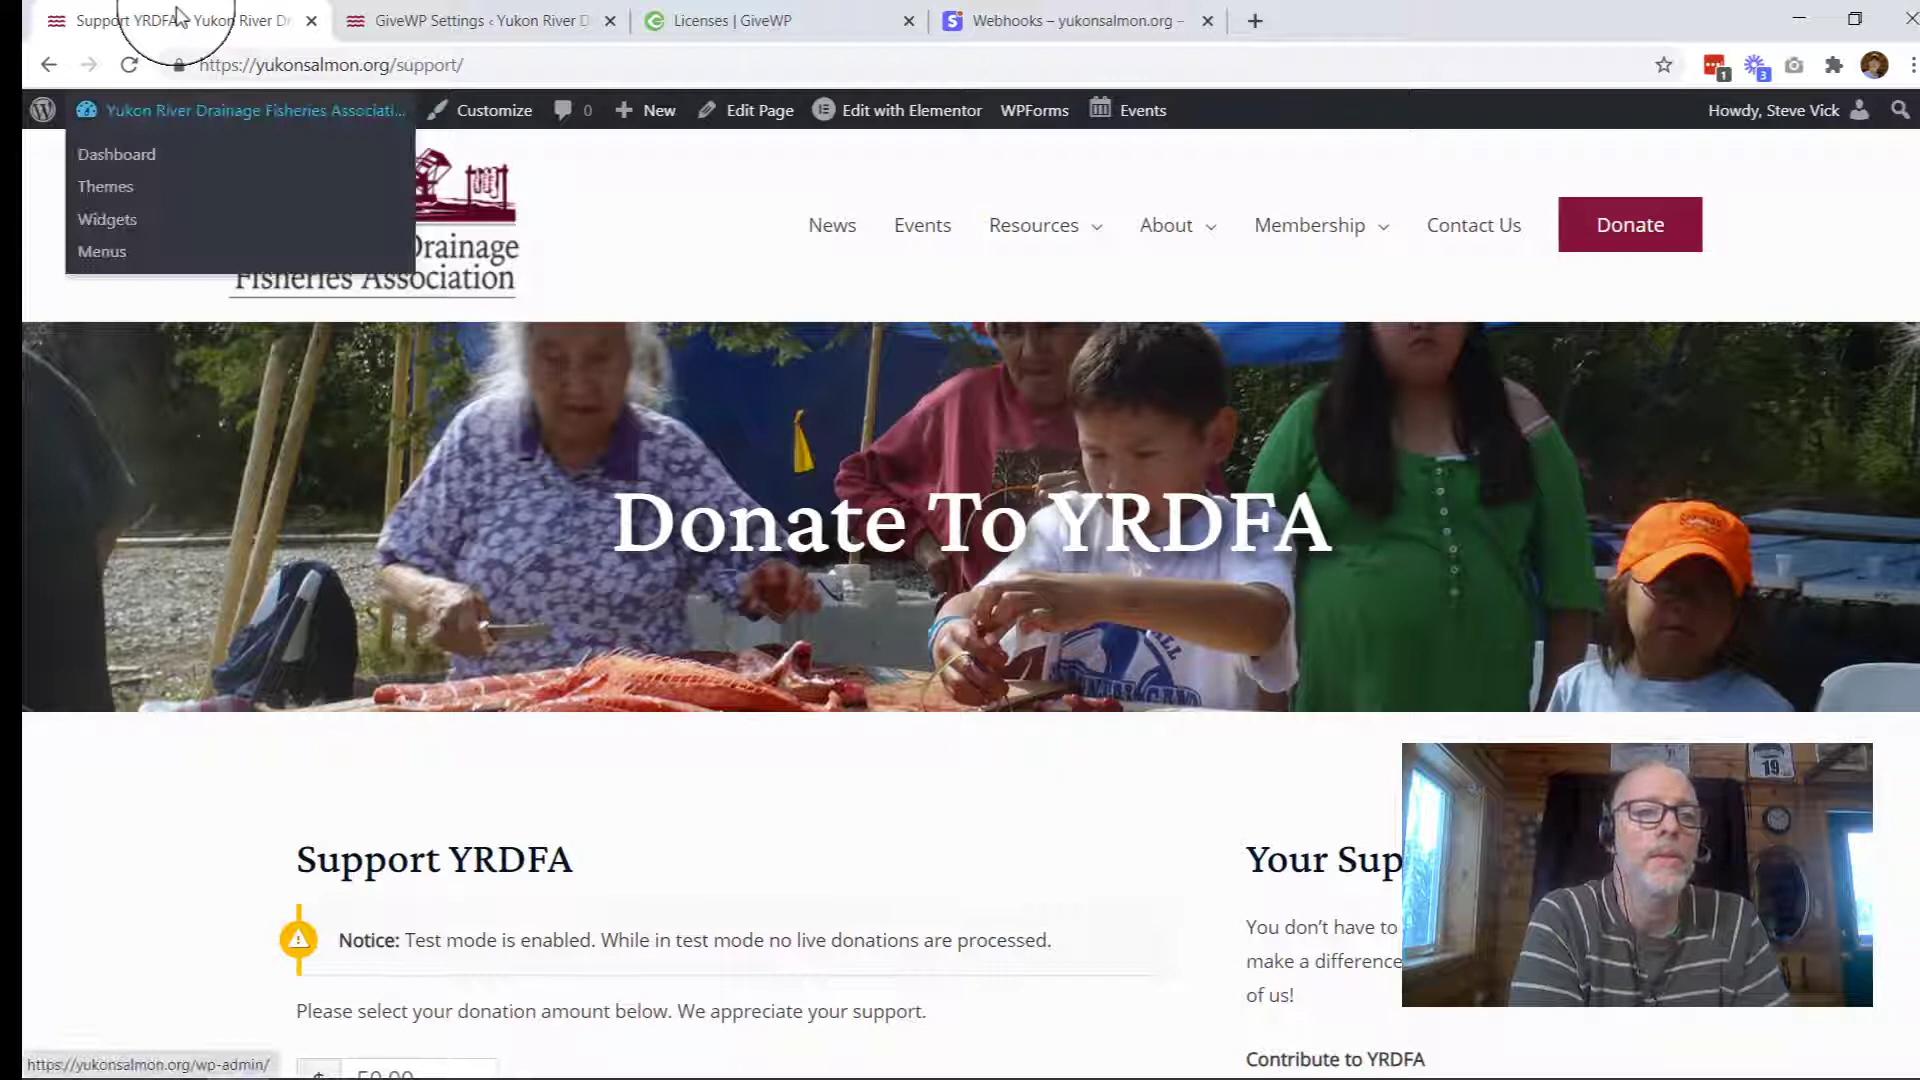 Support YRDFA - Yukon River Dr
GiveWP Settings ‹ Yukon River D
Licenses | GiveWP
Webhooks – yukonsalmon.org –
https://yukonsalmon.org/support/
1
3
Yukon River Drainage Fisheries Associati...
Customize
0
New
Edit Page
Edit with Elementor
WPForms
Events
Howdy, Steve Vick
Dashboard
Themes
Widgets
Menus
Drainage
Fisheries Association
News
Events
Resources
About
Membership
Contact Us
Donate
Donate To YRDFA
Support YRDFA
Notice: Test mode is enabled. While in test mode no live donations are processed.
Please select your donation amount below. We appreciate your support.
$ 50.00
Your Sup
You don’t have to
make a difference
of us!
Contribute to YRDFA
19
https://yukonsalmon.org/wp-admin/